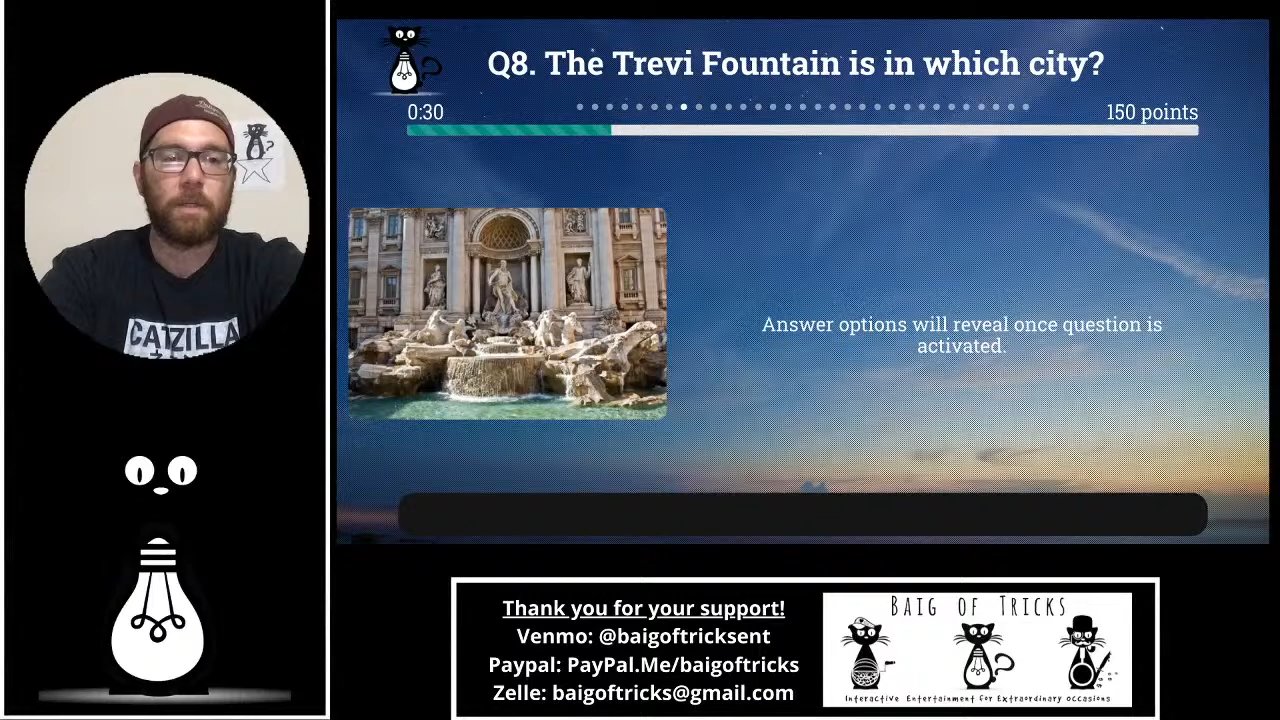 Q8. The Trevi Fountain is in which city?
0:30
150 points
Answer options will reveal once question is
activated.
CATZILLA
Thank you for your support!
Venmo: @baigoftricksent
Paypal: PayPal.Me/baigoftricks
Zelle: baigoftricks@gmail.com
BAIG OF TRICKS
Interactive Entertainment for Extraordinary Occasions